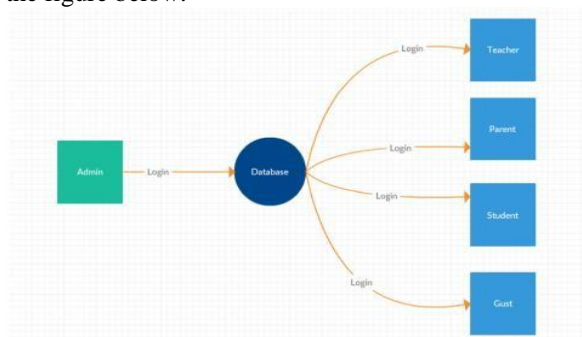 the figure below.
Login
Teacher
Parent
Login
Admin
Login
Database
Login
Student
Login
Gust